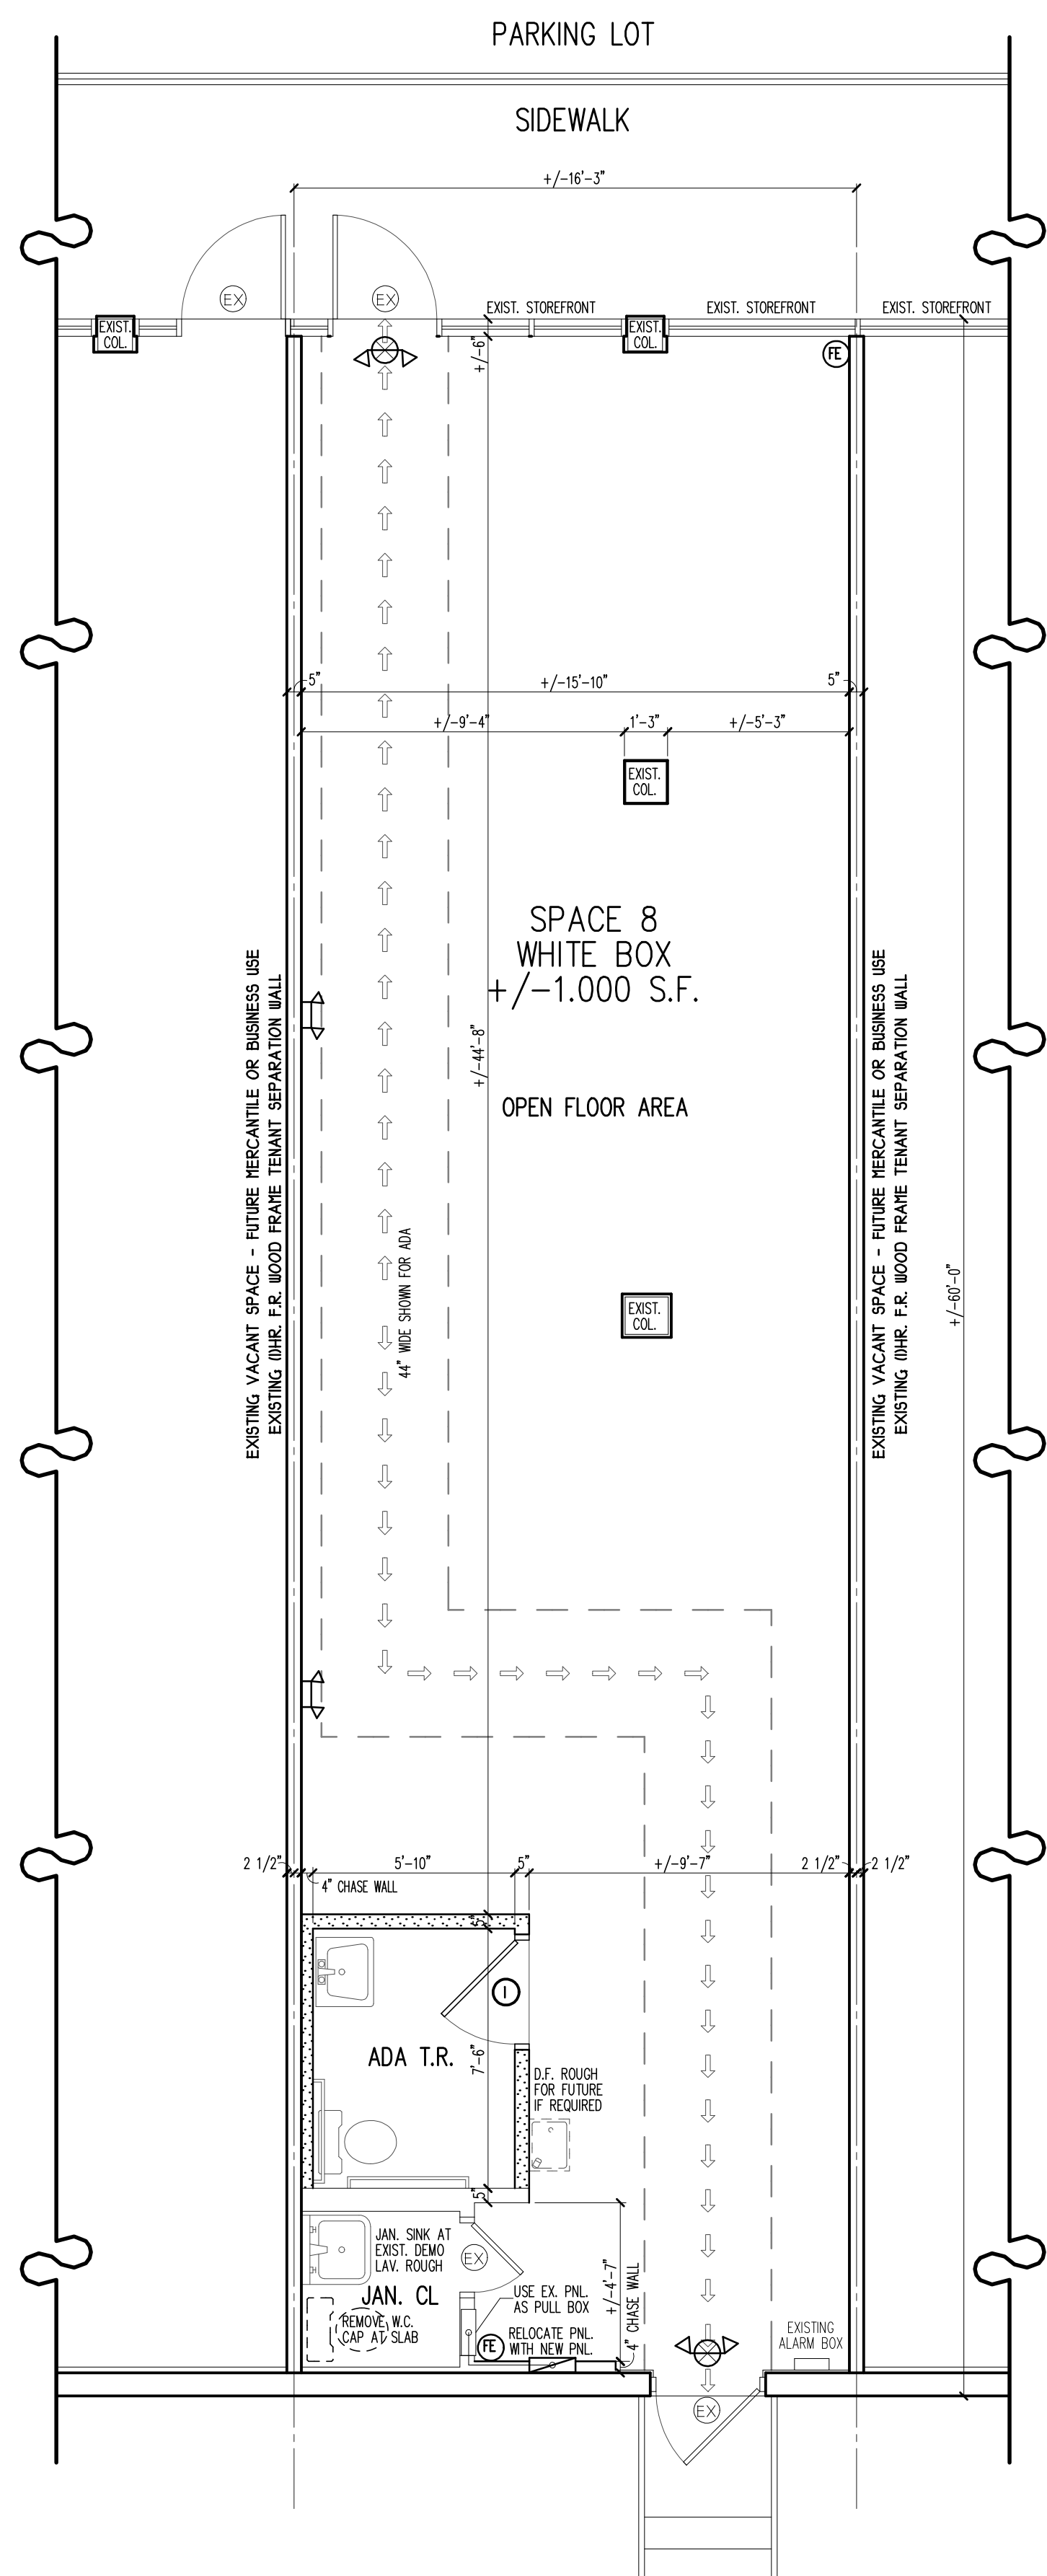 PARKING LOT
SIDEWALK
+/-16'-3"
EX
EX
EXIST. STOREFRONT
EXIST. STOREFRONT
EXIST. STOREFRONT
EXIST.
COL.
EXIST.
COL.
+/-6"
FE
5"
+/-15'-10"
5"
+/-9'-4"
1'-3"
+/-5'-3"
EXIST.
COL.
SPACE 8
WHITE BOX
+/-1.000 S.F.
EXISTING VACANT SPACE - FUTURE MERCANTILE OR BUSINESS USE
EXISTING (1)HR. F.R. WOOD FRAME TENANT SEPARATION WALL
+/-44'-8"
EXISTING VACANT SPACE - FUTURE MERCANTILE OR BUSINESS USE
EXISTING (1)HR. F.R. WOOD FRAME TENANT SEPARATION WALL
OPEN FLOOR AREA
44" WIDE SHOWN FOR ADA
+/-60'-0"
EXIST.
COL.
2 1/2"
5'-10"
5"
+/-9'-7"
2 1/2"
2 1/2"
4" CHASE WALL
5"
1
ADA T.R.
7'-6"
D.F. ROUGH
FOR FUTURE
IF REQUIRED
5"
JAN. SINK AT
EXIST. DEMO
LAV. ROUGH
EX
JAN. CL
USE EX. PNL.
AS PULL BOX
+/-4'-7"
4" CHASE WALL
REMOVE W.C.
CAP AT SLAB
FE
RELOCATE PNL.
WITH NEW PNL.
EXISTING
ALARM BOX
EX